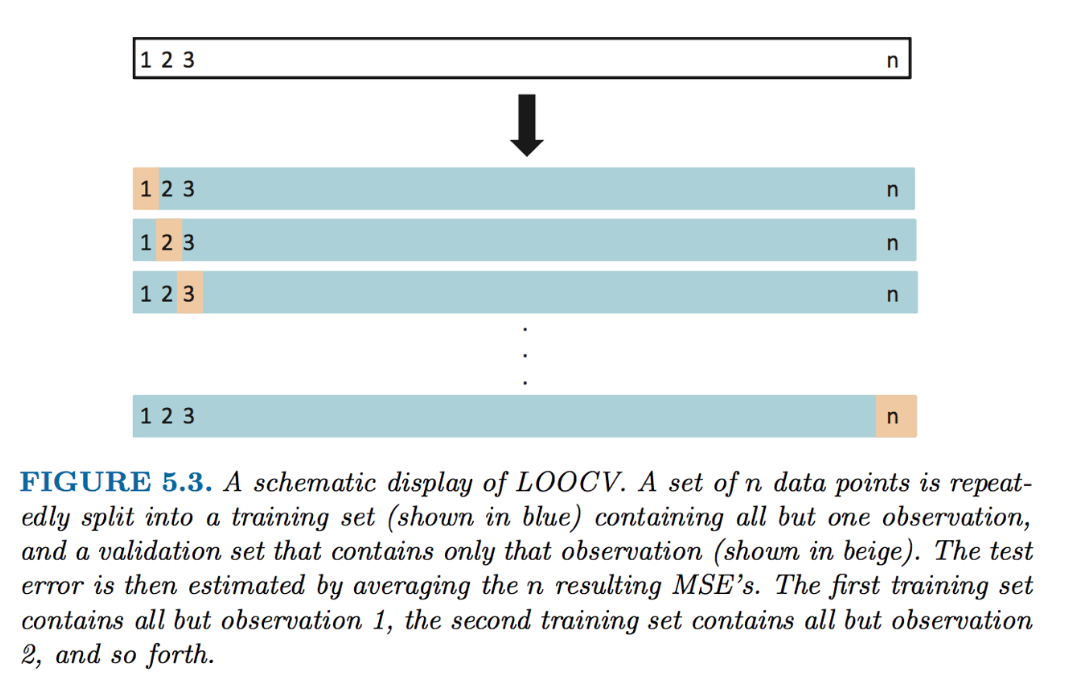 1 2 3 n
1 2 3 n
1 2 3 n
1 2 3 n
.
.
.
1 2 3 n
FIGURE 5.3. A schematic display of LOOCV. A set of n data points is repeat-
edly split into a training set (shown in blue) containing all but one observation,
and a validation set that contains only that observation (shown in beige). The test
error is then estimated by averaging the n resulting MSE's. The first training set
contains all but observation 1, the second training set contains all but observation
2, and so forth.